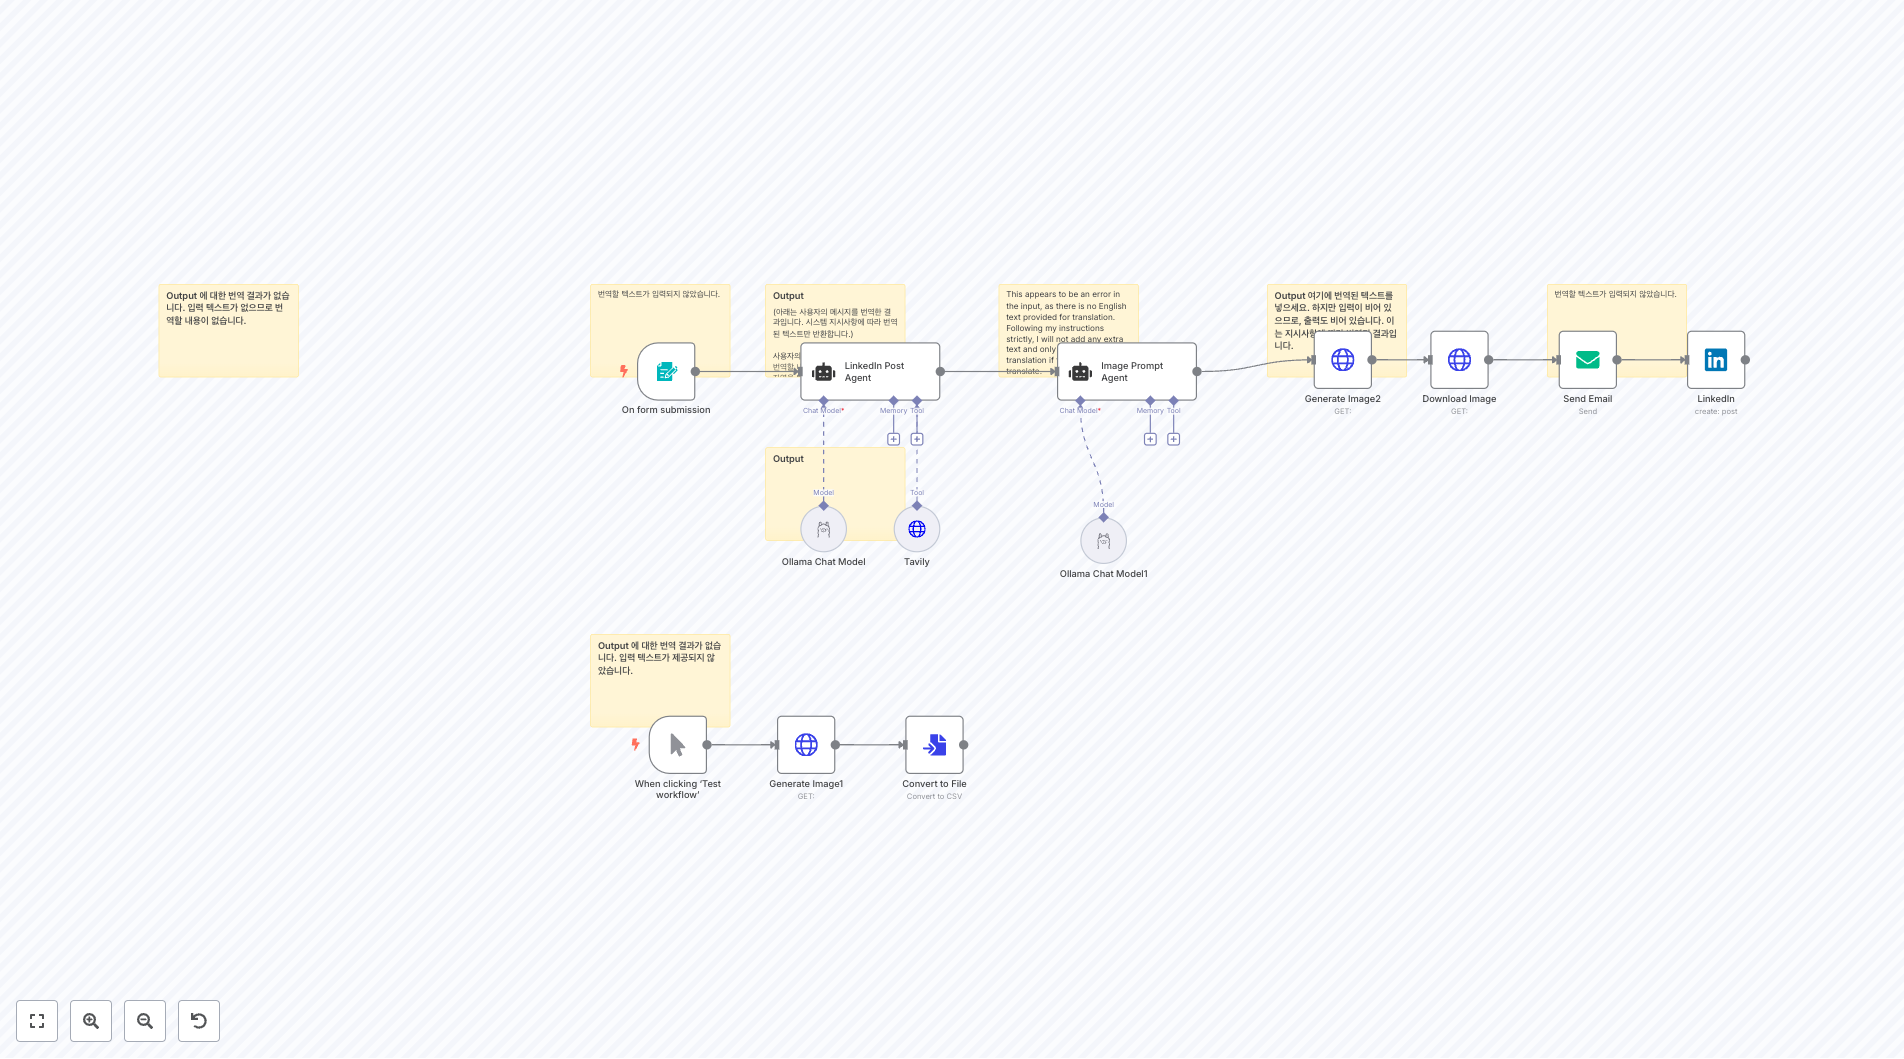 Output 에 대한 번역 결과가 없습
니다. 입력 텍스트가 없으므로 번
역할 내용이 없습니다.
번역할 텍스트가 입력되지 않았습니다.
On form submission
Output
(아래는 사용자의 메시지를 번역한 결
과입니다. 시스템 지시사항에 따라 번역
된 텍스트만 반환합니다.)
사용자의
번역할
LinkedIn Post
Agent
Chat Model*
Memory
Tool
This appears to be an error in
the input, as there is no English
text provided for translation.
Following my instructions
strictly, I will not add any extra
text and only
translation if
translate.
Image Prompt
Agent
Chat Model*
Memory
Tool
Output 여기에 번역된 텍스트를
넣으세요. 하지만 입력이 비어 있
으므로, 출력도 비어 있습니다. 이
는 지시사항에 결과입
니다.
Generate Image2
GET:
Download Image
GET:
번역할 텍스트가 입력되지 않았습니다.
Send Email
Send
LinkedIn
create: post
Output
Model
Ollama Chat Model
Tool
Tavily
Model
Ollama Chat Model1
Output 에 대한 번역 결과가 없습
니다. 입력 텍스트가 제공되지 않
았습니다.
When clicking 'Test
workflow'
Generate Image1
GET:
Convert to File
Convert to CSV